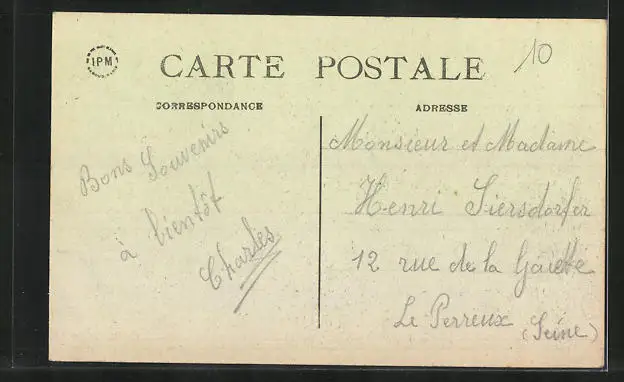 IPM
10
CARTE POSTALE
CORRESPONDANCE
ADRESSE
Bons Souvenirs
à bientôt
Charles
Monsieur et Madame
Henri Siersdorfer
12 rue de la Gaieté
Le Perreux (Seine)